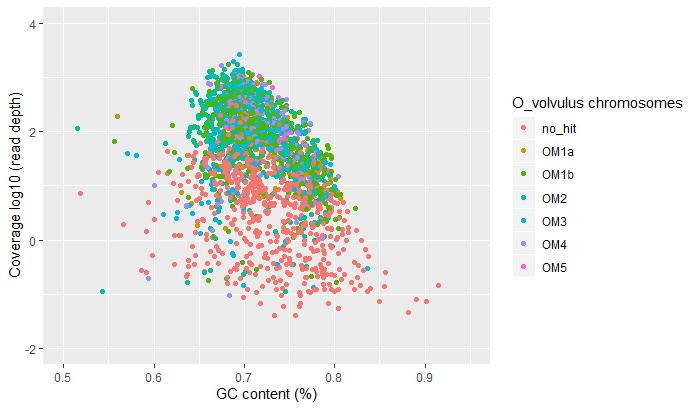 4
2
0
-2
Coverage log10 (read depth)
0.5 0.6 0.7 0.8 0.9
GC content (%)
O_volvulus chromosomes
no_hit
OM1a
OM1b
OM2
OM3
OM4
OM5